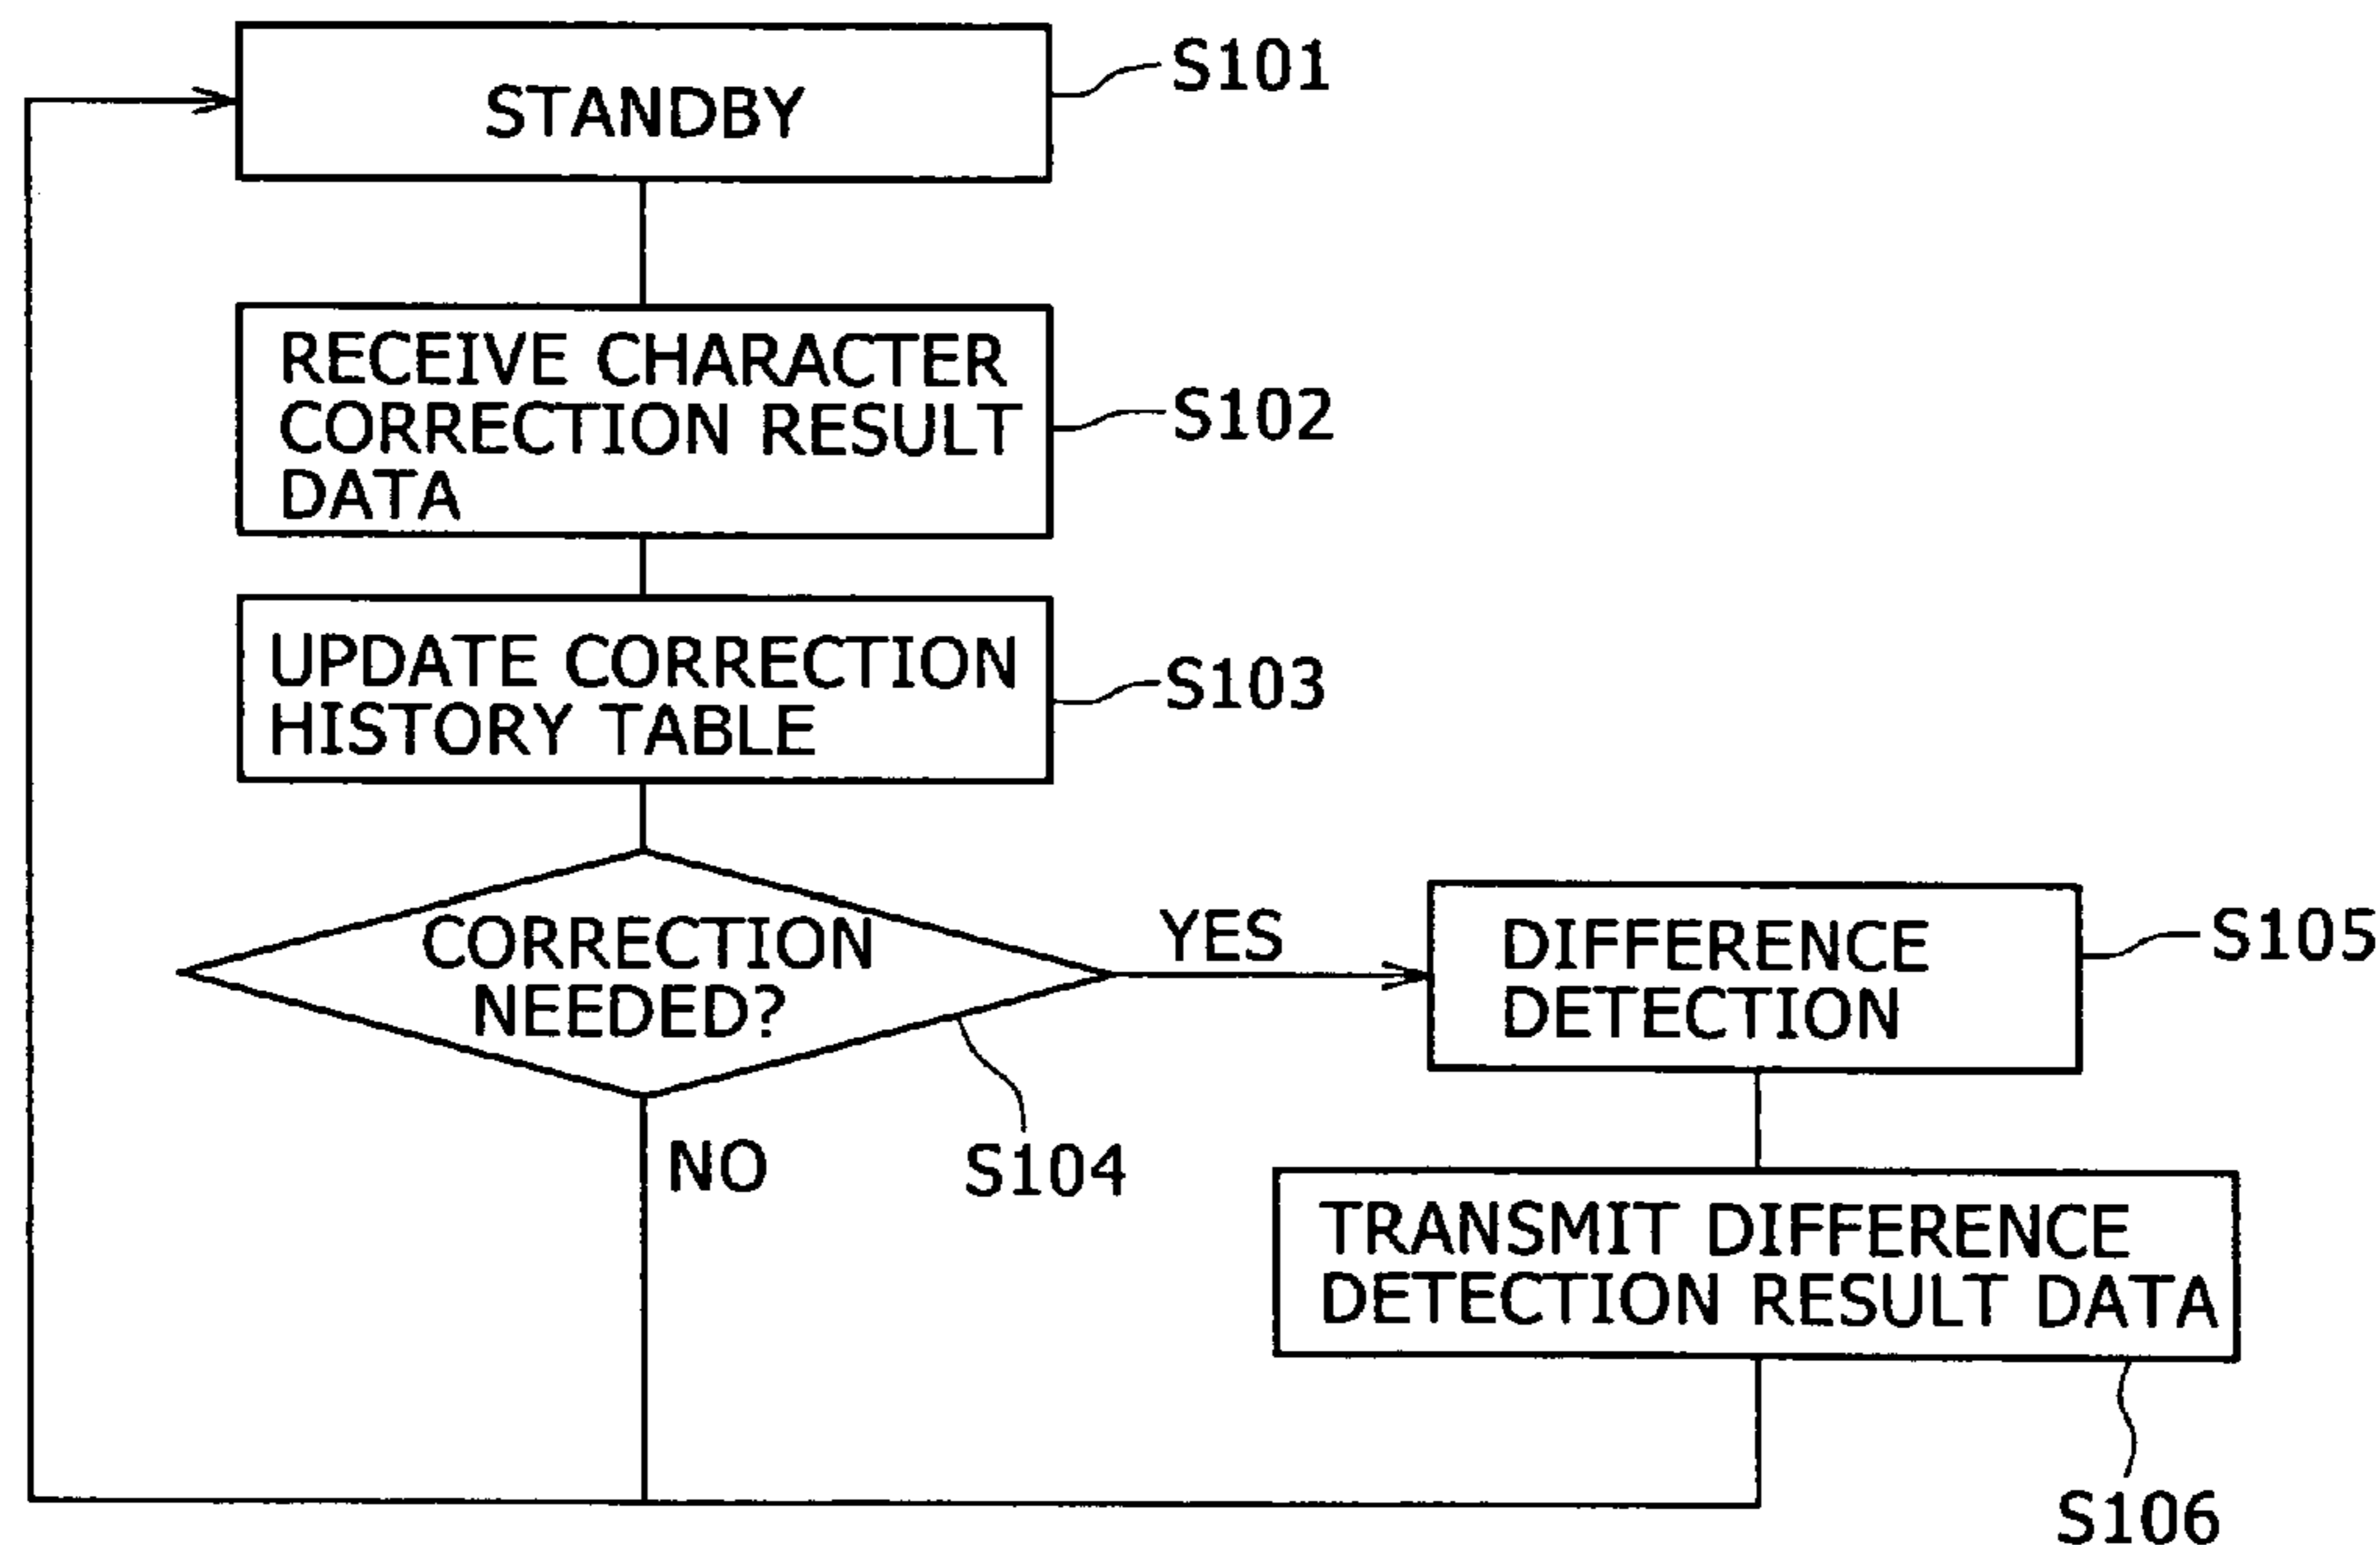 STANDBY
S101
RECEIVE CHARACTER
CORRECTION RESULT
DATA
S102
UPDATE CORRECTION
HISTORY TABLE
S103
CORRECTION
NEEDED?
S104
YES
NO
DIFFERENCE
DETECTION
S105
TRANSMIT DIFFERENCE
DETECTION RESULT DATA
S106